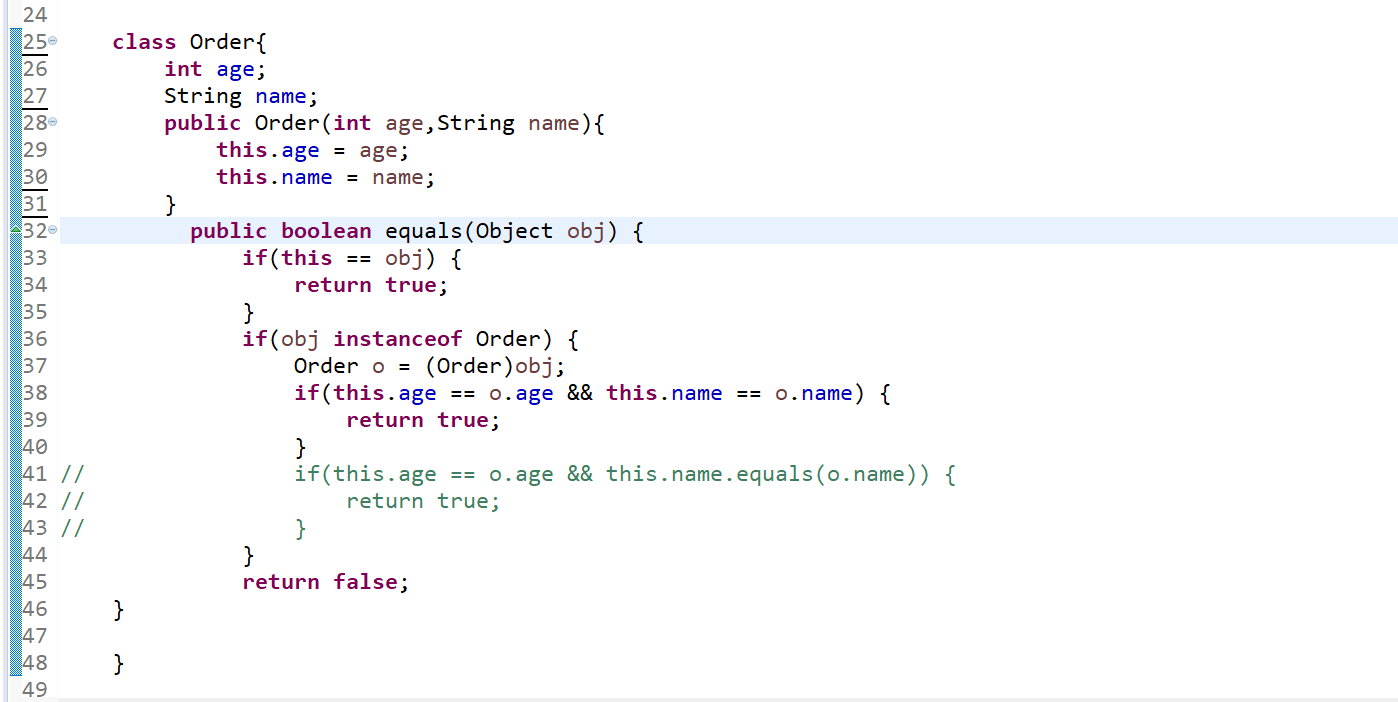 24
25 class Order{
26 int age;
27 String name;
28 public Order(int age,String name){
29 this.age = age;
30 this.name = name;
31 }
32 public boolean equals(Object obj) {
33 if(this == obj) {
34 return true;
35 }
36 if(obj instanceof Order) {
37 Order o = (Order)obj;
38 if(this.age == o.age && this.name == o.name) {
39 return true;
40 }
41 // if(this.age == o.age && this.name.equals(o.name)) {
42 // return true;
43 // }
44 }
45 return false;
46 }
47
48 }
49